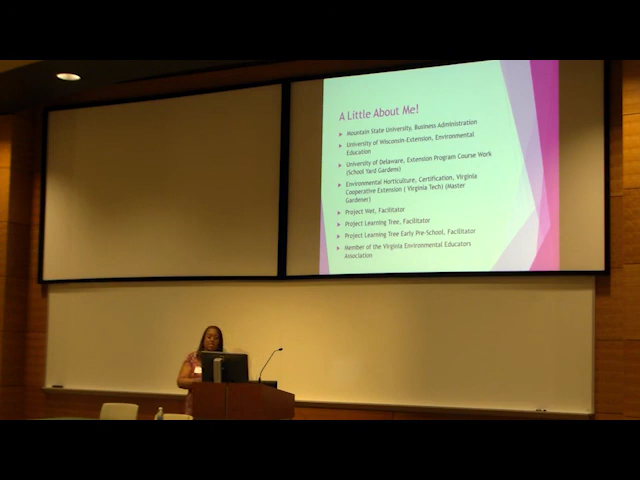 A Little About Me!
Mountain State University, Business Administration
University of Wisconsin-Extension, Environmental
Education
University of Delaware, Extension Program Course Work
(School Yard Gardens)
Environmental Horticulture, Certification, Virginia
Cooperative Extension ( Virginia Tech) (Master
Gardener)
Project Wet, Facilitator
Project Learning Tree, Facilitator
Project Learning Tree Early Pre-School, Facilitator
Member of the Virginia Environmental Educators
Association